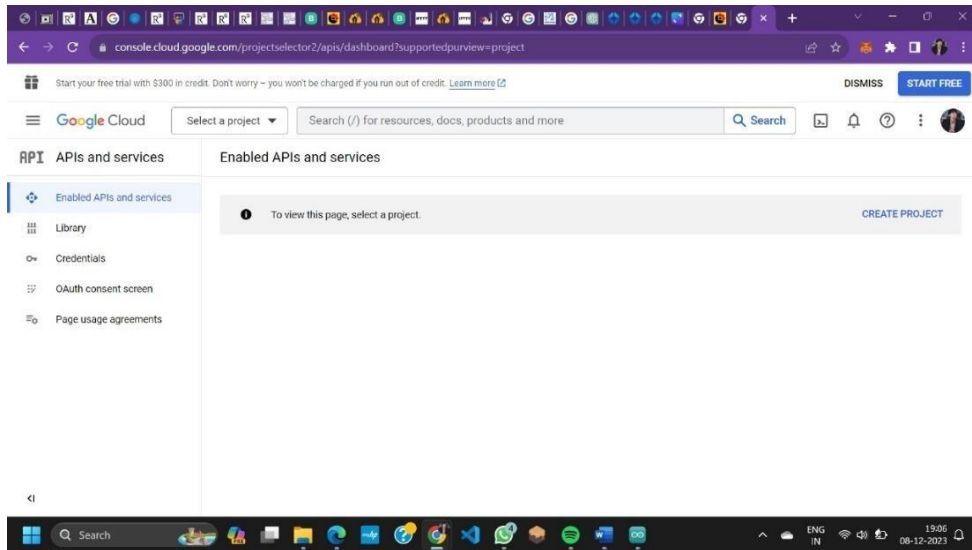 console.cloud.google.com/projectselector2/apis/dashboard?supportedpurview=project
Start your free trial with $300 in credit. Don't worry – you won't be charged if you run out of credit. Learn more
DISMISS
START FREE
Google Cloud
Select a project
Search (/) for resources, docs, products and more
Search
API APIs and services
Enabled APIs and services
Enabled APIs and services
To view this page, select a project.
CREATE PROJECT
Library
Credentials
OAuth consent screen
Page usage agreements
Search
ENG
IN
19:06
08-12-2023